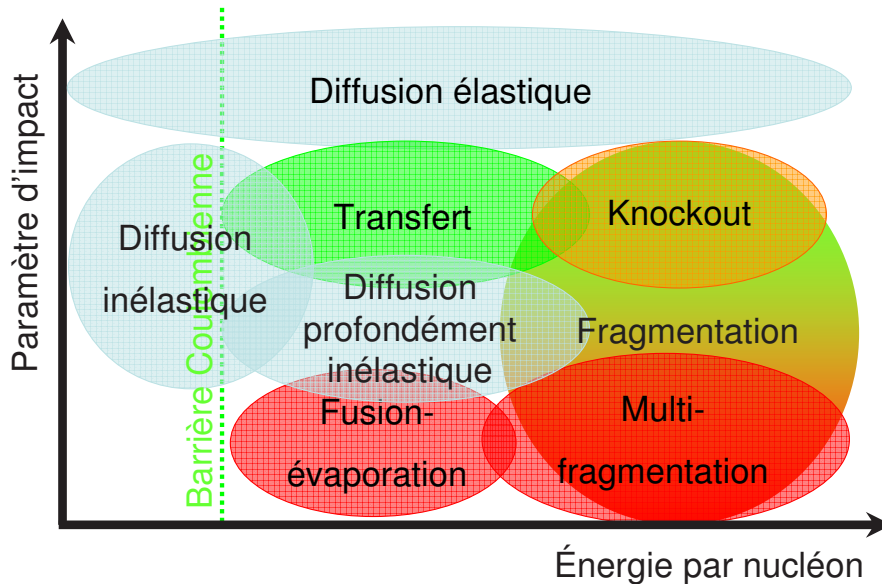 Paramètre d'impact
Diffusion élastique
Barrière Coulombienne
Diffusion
inélastique
Transfert
Knockout
Diffusion
profondément
inélastique
Fragmentation
Fusion-
évaporation
Multi-
fragmentation
Énergie par nucléon